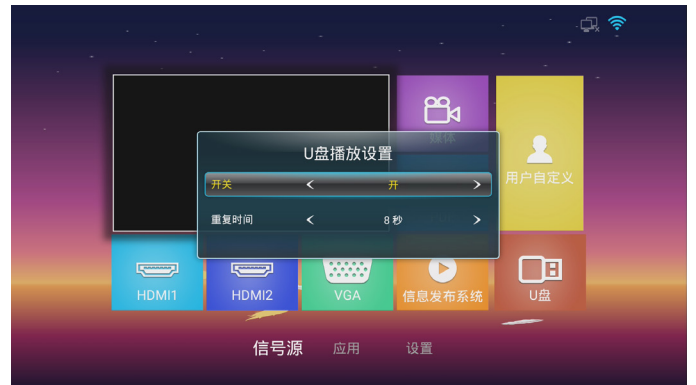 媒体
U盘播放设置
用户自定义
开关 < 开 >
重复时间 < 8 秒 >
HDMI1
HDMI2
VGA
信息发布系统
U盘
信号源
应用
设置